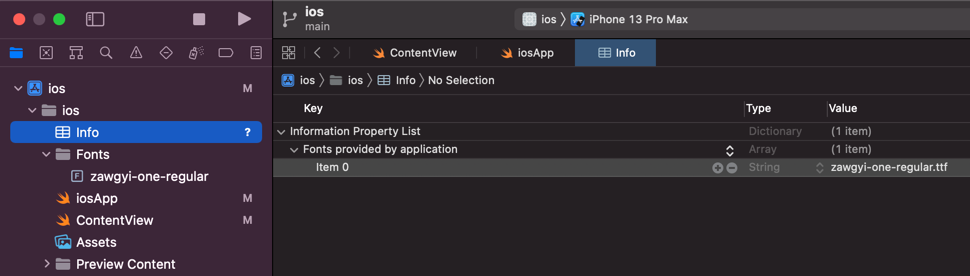 ios
main
ios
iPhone 13 Pro Max
ContentView
iosApp
Info
ios
M
ios
ios
Info
No Selection
ios
Key
Type
Value
Info
?
Information Property List
Dictionary
(1 item)
Fonts
Fonts provided by application
Array
(1 item)
zawgyi-one-regular
Item 0
String
zawgyi-one-regular.ttf
iosApp
M
ContentView
M
Assets
Preview Content